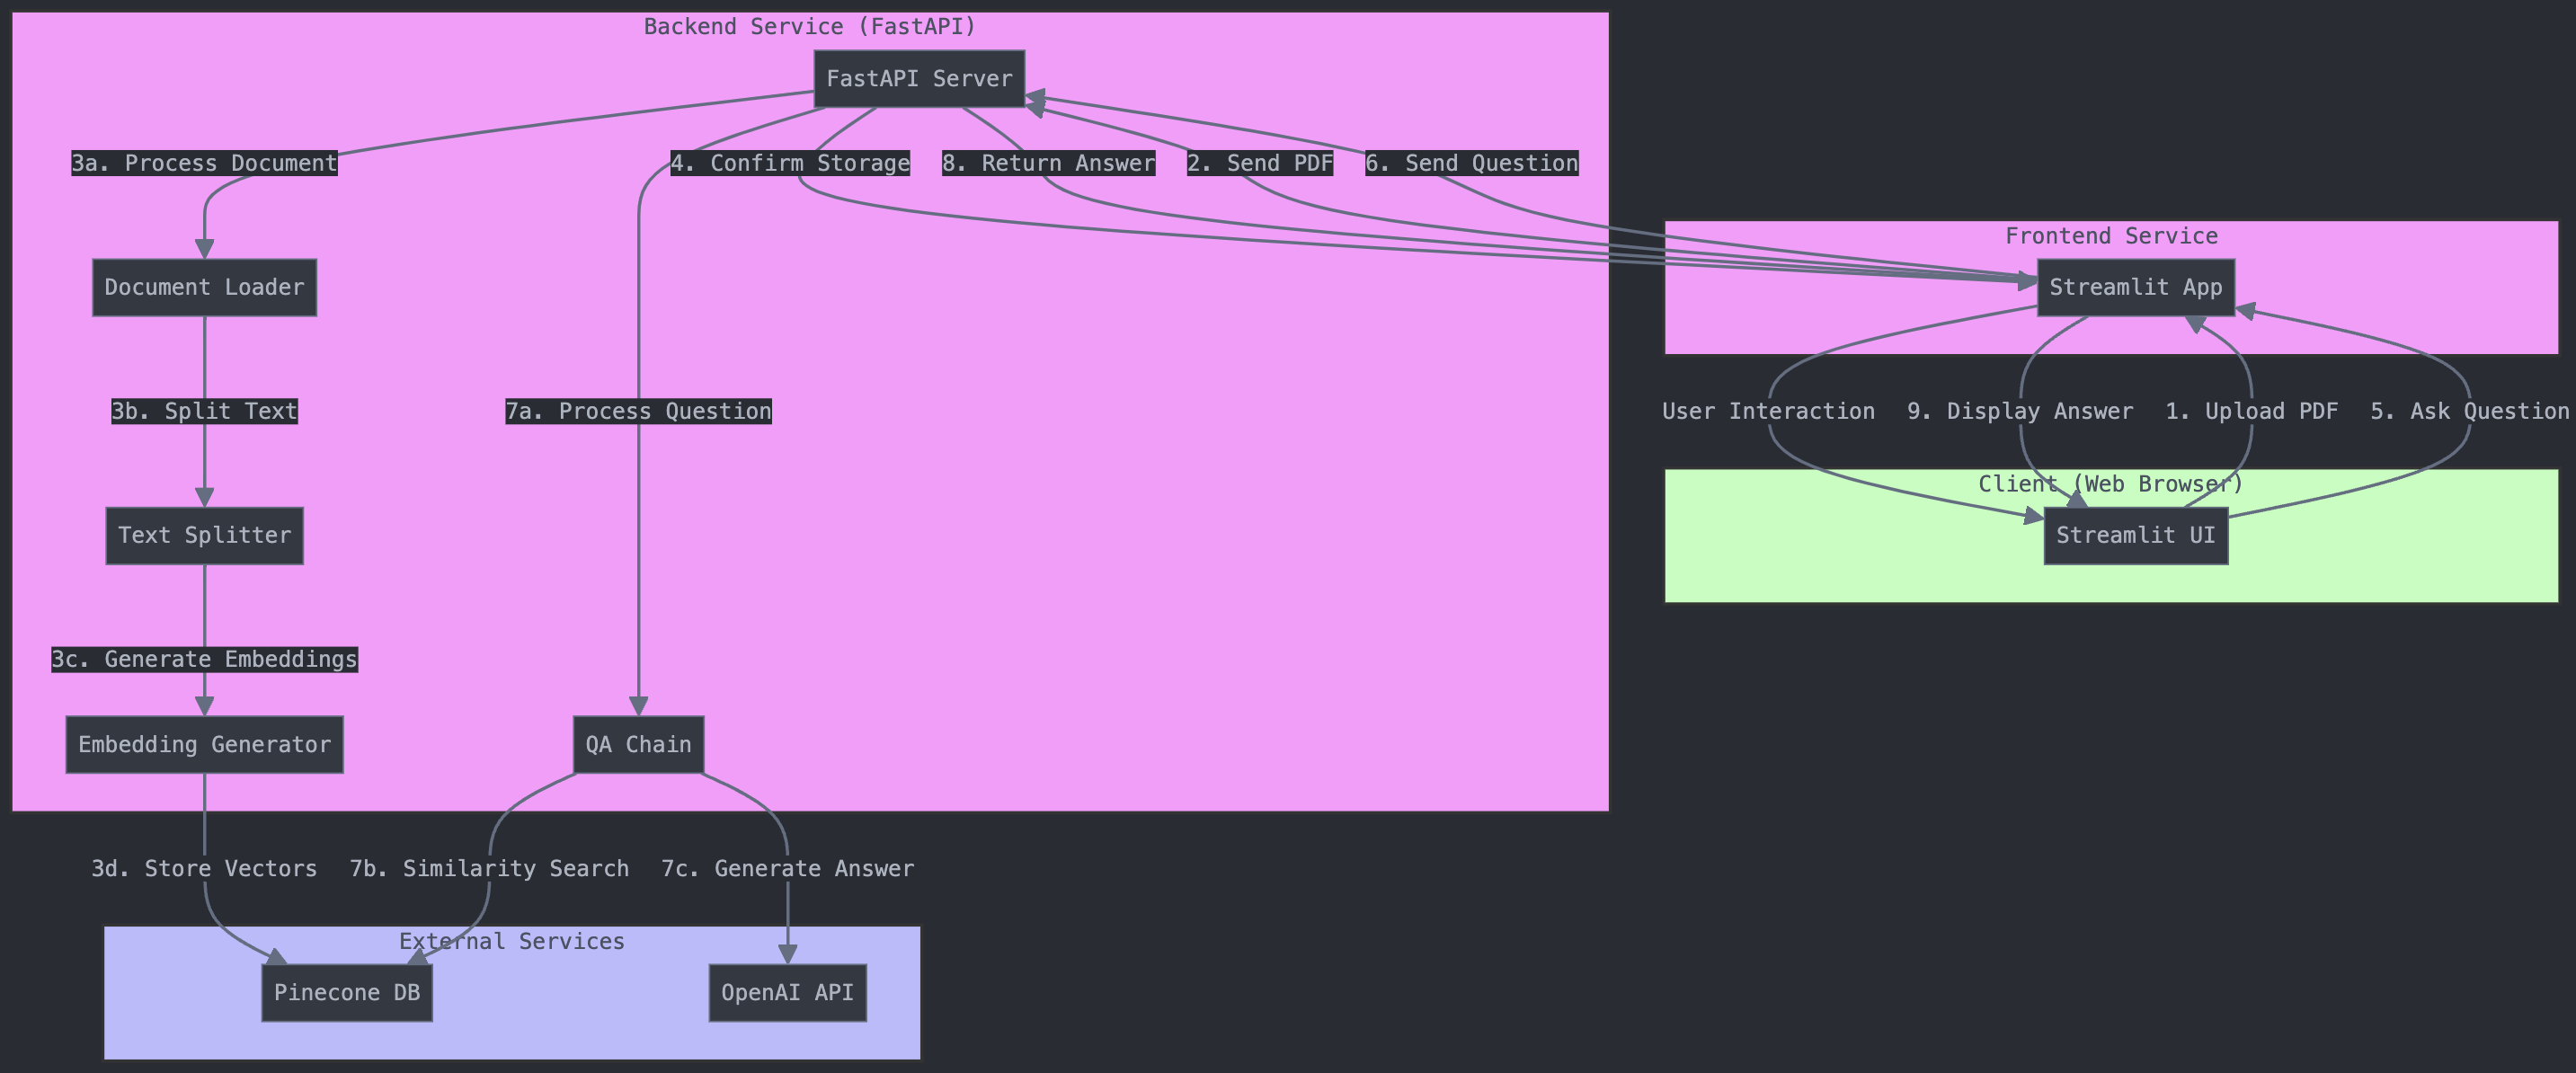 Backend Service (FastAPI)
FastAPI Server
3a. Process Document
4. Confirm Storage
8. Return Answer
2. Send PDF
6. Send Question
Frontend Service
Document Loader
Streamlit App
3b. Split Text
7a. Process Question
User Interaction
9. Display Answer
1. Upload PDF
5. Ask Question
Client (Web Browser)
Text Splitter
Streamlit UI
3c. Generate Embeddings
Embedding Generator
QA Chain
3d. Store Vectors
7b. Similarity Search
7c. Generate Answer
External Services
Pinecone DB
OpenAI API